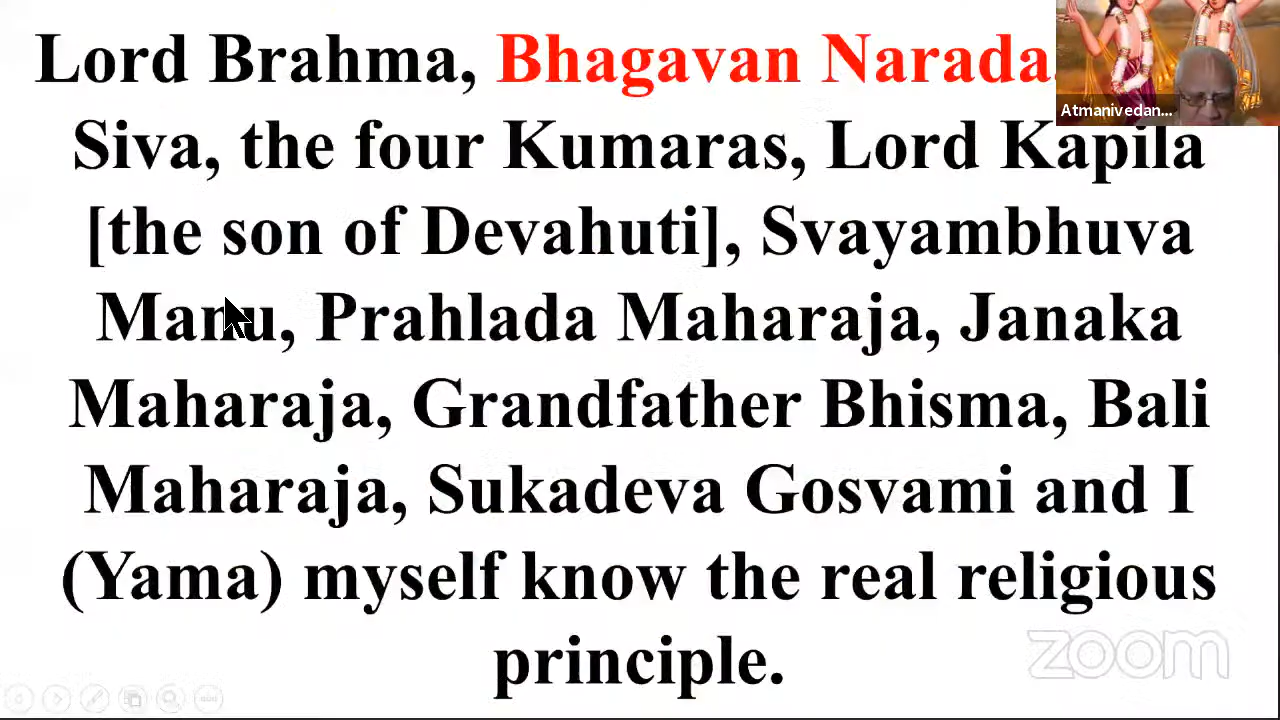 Lord Brahma, Bhagavan Narada
Siva, the four Kumaras, Lord Kapila
[the son of Devahuti], Svayambhuva
Manu, Prahlada Maharaja, Janaka
Maharaja, Grandfather Bhisma, Bali
Maharaja, Sukadeva Gosvami and I
(Yama) myself know the real religious
principle.
Atmanivedan...
zoom